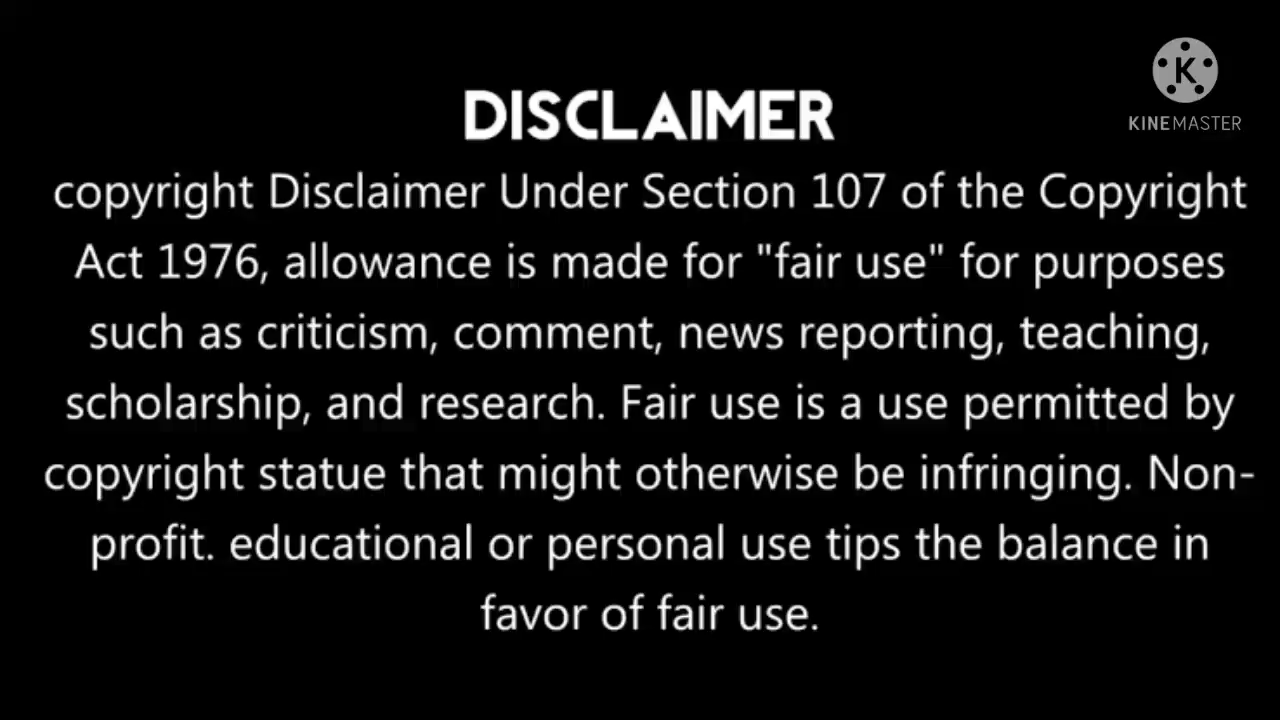 DISCLAIMER
K
KINEMASTER
copyright Disclaimer Under Section 107 of the Copyright
Act 1976, allowance is made for "fair use" for purposes
such as criticism, comment, news reporting, teaching,
scholarship, and research. Fair use is a use permitted by
copyright statue that might otherwise be infringing. Non-
profit. educational or personal use tips the balance in
favor of fair use.